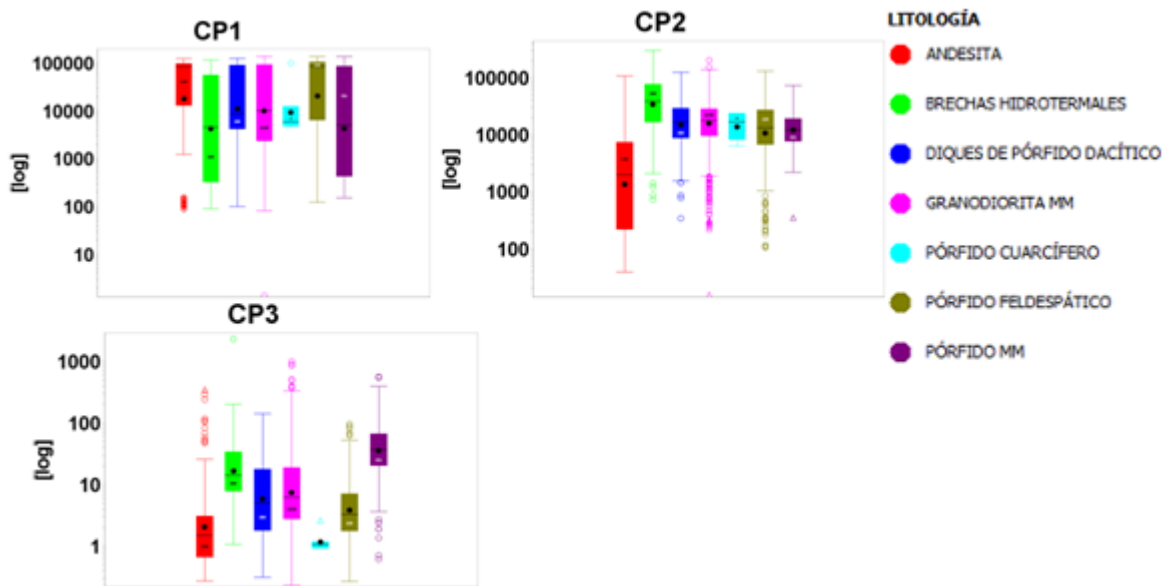 CP1
100000
10000
1000
100
10
[log]
CP2
100000
10000
1000
100
[log]
LITOLOGÍA
ANDESITA
BRECHAS HIDROTERMALES
DIQUES DE PÓRFIDO DACÍTICO
GRANODIORITA MM
PÓRFIDO CUARCÍFERO
PÓRFIDO FELDESPÁTICO
PÓRFIDO MM
CP3
1000
100
10
1
[log]